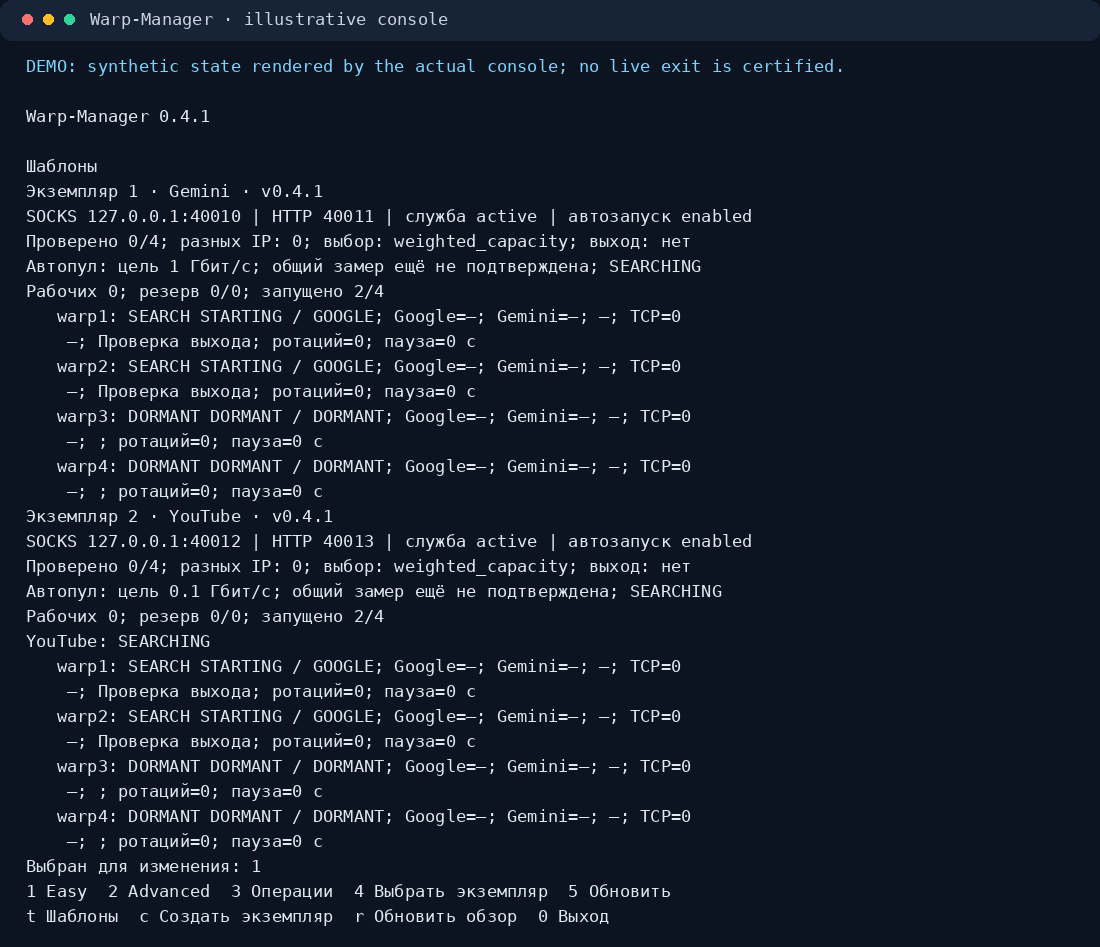 Warp-Manager · illustrative console
DEMO: synthetic state rendered by the actual console; no live exit is certified.
Warp-Manager 0.4.1
Шаблоны
Экземпляр 1 · Gemini · v0.4.1
SOCKS 127.0.0.1:40010 | HTTP 40011 | служба active | автозапуск enabled
Проверено 0/4; разных IP: 0; выбор: weighted_capacity; выход: нет
Автопул: цель 1 Гбит/с; общий замер ещё не подтверждена; SEARCHING
Рабочих 0; резерв 0/0; запущено 2/4
warp1: SEARCH STARTING / GOOGLE; Google=—; Gemini=—; —; TCP=0
—; Проверка выхода; ротаций=0; пауза=0 с
warp2: SEARCH STARTING / GOOGLE; Google=—; Gemini=—; —; TCP=0
—; Проверка выхода; ротаций=0; пауза=0 с
warp3: DORMANT DORMANT / DORMANT; Google=—; Gemini=—; —; TCP=0
—; ; ротаций=0; пауза=0 с
warp4: DORMANT DORMANT / DORMANT; Google=—; Gemini=—; —; TCP=0
—; ; ротаций=0; пауза=0 с
Экземпляр 2 · YouTube · v0.4.1
SOCKS 127.0.0.1:40012 | HTTP 40013 | служба active | автозапуск enabled
Проверено 0/4; разных IP: 0; выбор: weighted_capacity; выход: нет
Автопул: цель 0.1 Гбит/с; общий замер ещё не подтверждена; SEARCHING
Рабочих 0; резерв 0/0; запущено 2/4
YouTube: SEARCHING
warp1: SEARCH STARTING / GOOGLE; Google=—; Gemini=—; —; TCP=0
—; Проверка выхода; ротаций=0; пауза=0 с
warp2: SEARCH STARTING / GOOGLE; Google=—; Gemini=—; —; TCP=0
—; Проверка выхода; ротаций=0; пауза=0 с
warp3: DORMANT DORMANT / DORMANT; Google=—; Gemini=—; —; TCP=0
—; ; ротаций=0; пауза=0 с
warp4: DORMANT DORMANT / DORMANT; Google=—; Gemini=—; —; TCP=0
—; ; ротаций=0; пауза=0 с
Выбран для изменения: 1
1 Easy  2 Advanced  3 Операции  4 Выбрать экземпляр  5 Обновить
t Шаблоны  c Создать экземпляр  r Обновить обзор  0 Выход